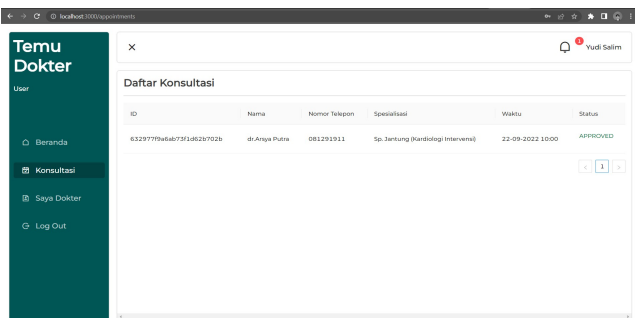 localhost:3000/appointments
Temu
Dokter
User
Beranda
Konsultasi
Saya Dokter
Log Out
1
Yudi Salim
Daftar Konsultasi
ID Nama Nomor Telepon Spesialisasi Waktu Status
632977f9a6ab73f1d62b702b dr.Arsya Putra 081291911 Sp. Jantung (Kardiologi Intervensi) 22-09-2022 10:00 APPROVED
< 1 >